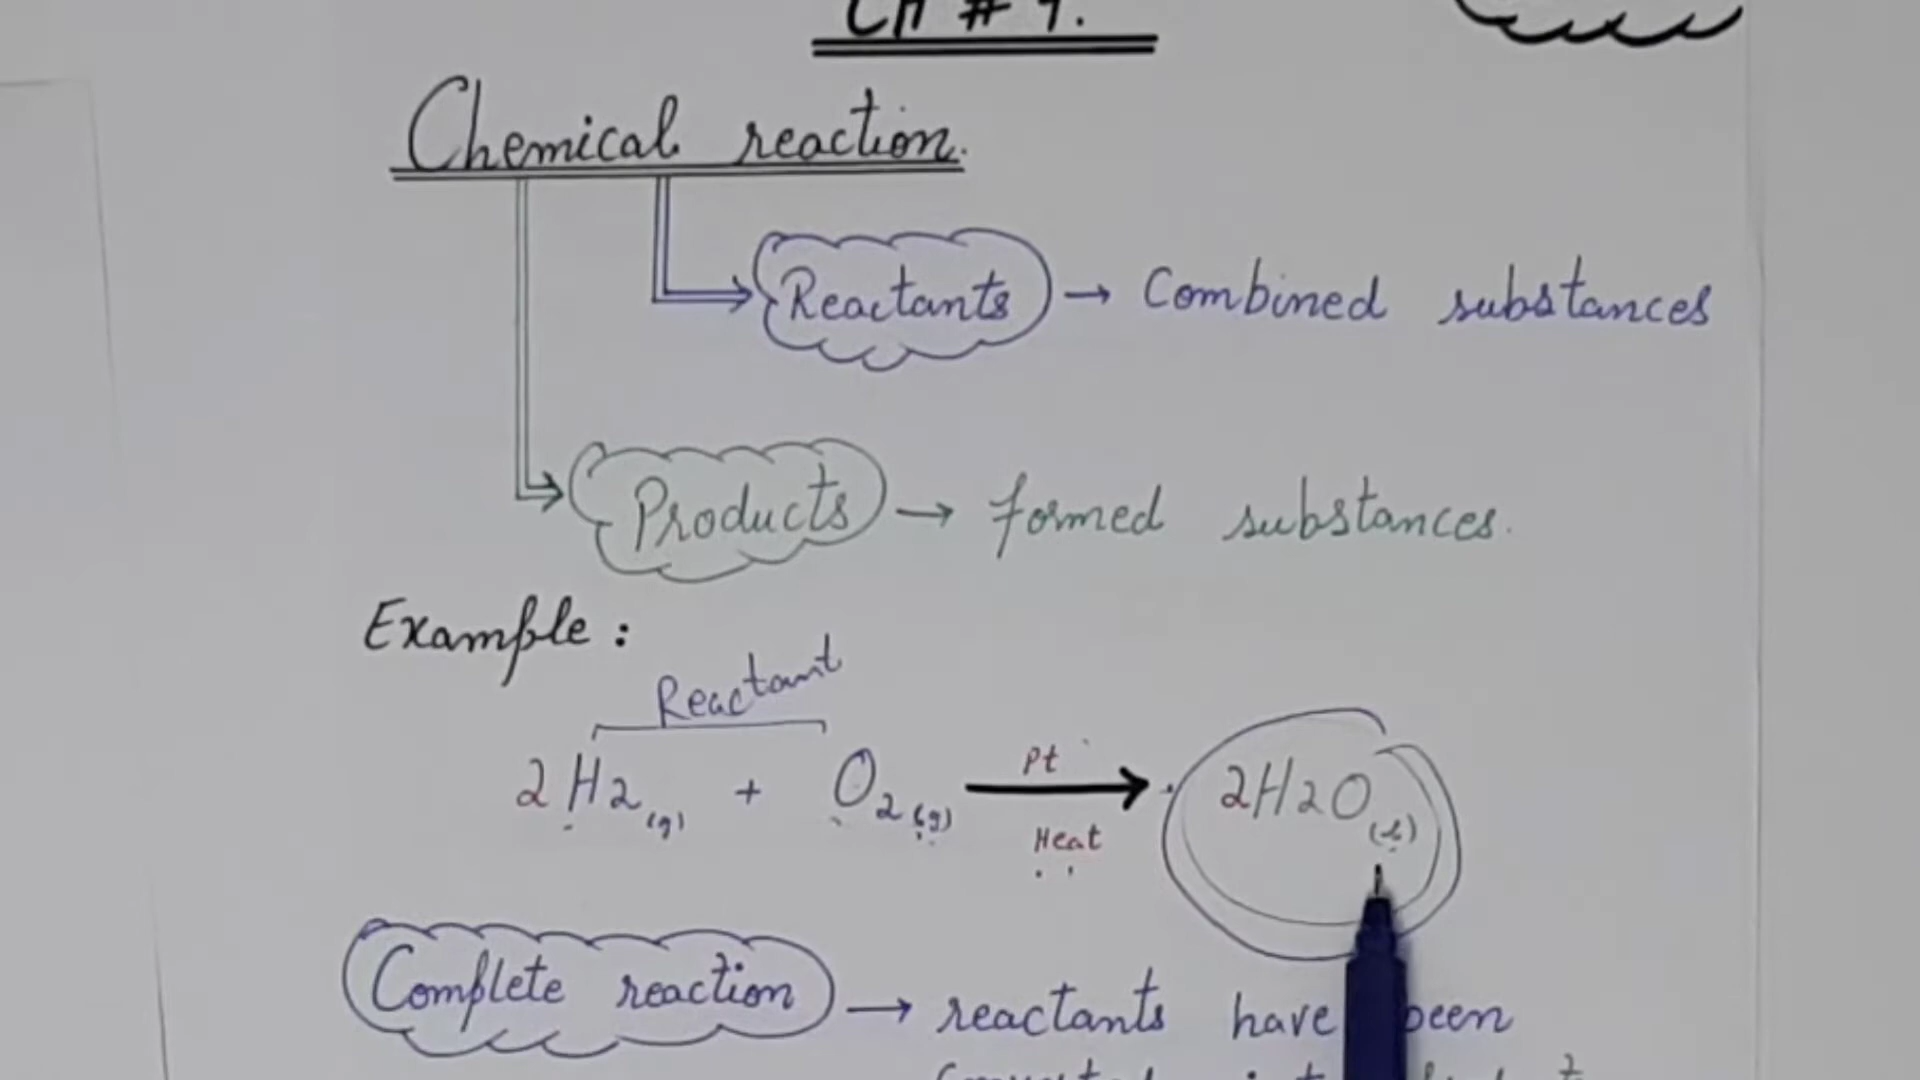 Chemical reaction.
Reactants → Combined substances
Products → formed substances.
Example :
Reactant
2H2(g) + O2(g) Pt Heat → 2H2O(l)
Complete reaction → reactants have been